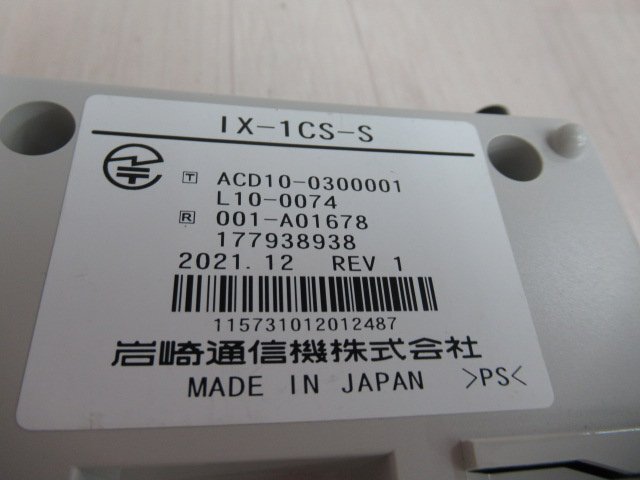 IX-1CS-S
T ACD10-0300001
L10-0074
R 001-A01678
177938938
2021.12 REV 1
115731012012487
岩崎通信機株式会社
MADE IN JAPAN >PS<